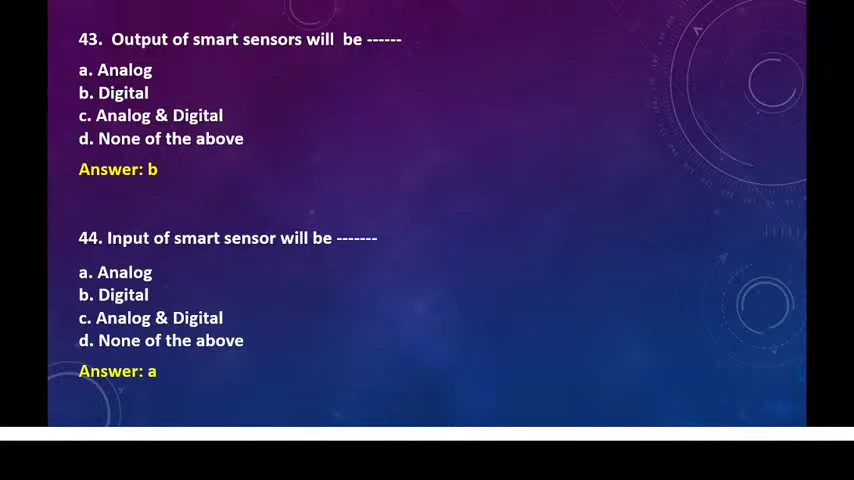 43. Output of smart sensors will be ------
a. Analog
b. Digital
c. Analog & Digital
d. None of the above
Answer: b
44. Input of smart sensor will be -------
a. Analog
b. Digital
c. Analog & Digital
d. None of the above
Answer: a